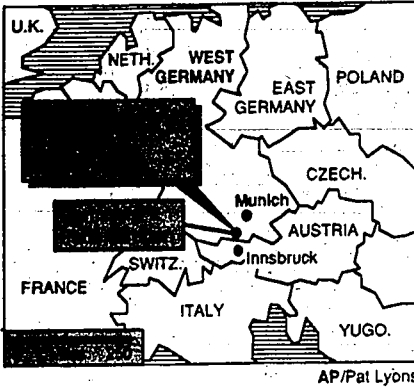 U.K.
NETH.
WEST
GERMANY
EAST
GERMANY
POLAND
CZECH.
Munich
AUSTRIA
Innsbruck
SWITZ.
FRANCE
ITALY
YUGO.
AP/Pat Lyons